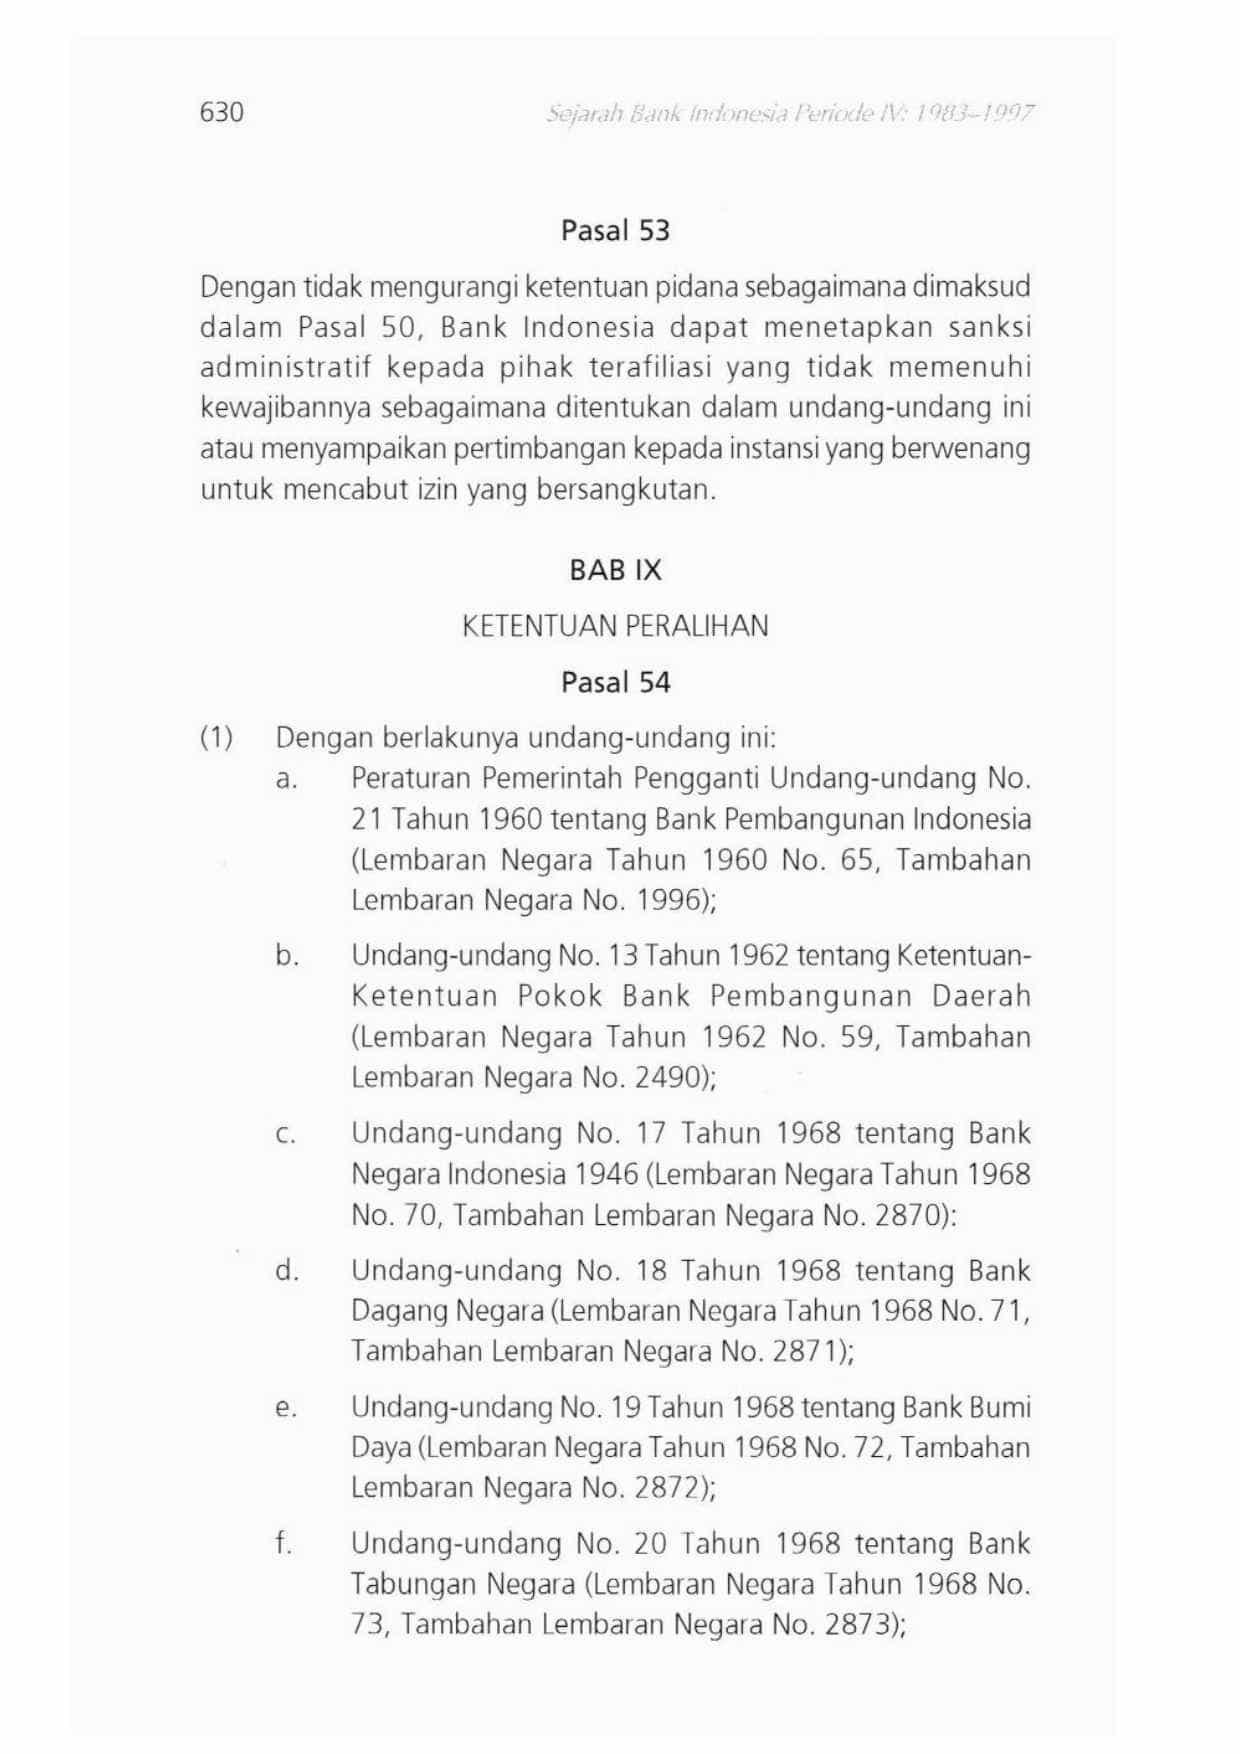 630
Sejarah Bank Indonesia Periode IV: 1983–1997
Pasal 53
Dengan tidak mengurangi ketentuan pidana sebagaimana dimaksud
dalam Pasal 50, Bank Indonesia dapat menetapkan sanksi
administratif kepada pihak terafiliasi yang tidak memenuhi
kewajibannya sebagaimana ditentukan dalam undang-undang ini
atau menyampaikan pertimbangan kepada instansi yang berwenang
untuk mencabut izin yang bersangkutan.
BAB IX
KETENTUAN PERALIHAN
Pasal 54
(1) Dengan berlakunya undang-undang ini:
a. Peraturan Pemerintah Pengganti Undang-undang No.
21 Tahun 1960 tentang Bank Pembangunan Indonesia
(Lembaran Negara Tahun 1960 No. 65, Tambahan
Lembaran Negara No. 1996);
b. Undang-undang No. 13 Tahun 1962 tentang Ketentuan-
Ketentuan Pokok Bank Pembangunan Daerah
(Lembaran Negara Tahun 1962 No. 59, Tambahan
Lembaran Negara No. 2490);
c. Undang-undang No. 17 Tahun 1968 tentang Bank
Negara Indonesia 1946 (Lembaran Negara Tahun 1968
No. 70, Tambahan Lembaran Negara No. 2870):
d. Undang-undang No. 18 Tahun 1968 tentang Bank
Dagang Negara (Lembaran Negara Tahun 1968 No. 71,
Tambahan Lembaran Negara No. 2871);
e. Undang-undang No. 19 Tahun 1968 tentang Bank Bumi
Daya (Lembaran Negara Tahun 1968 No. 72, Tambahan
Lembaran Negara No. 2872);
f. Undang-undang No. 20 Tahun 1968 tentang Bank
Tabungan Negara (Lembaran Negara Tahun 1968 No.
73, Tambahan Lembaran Negara No. 2873);